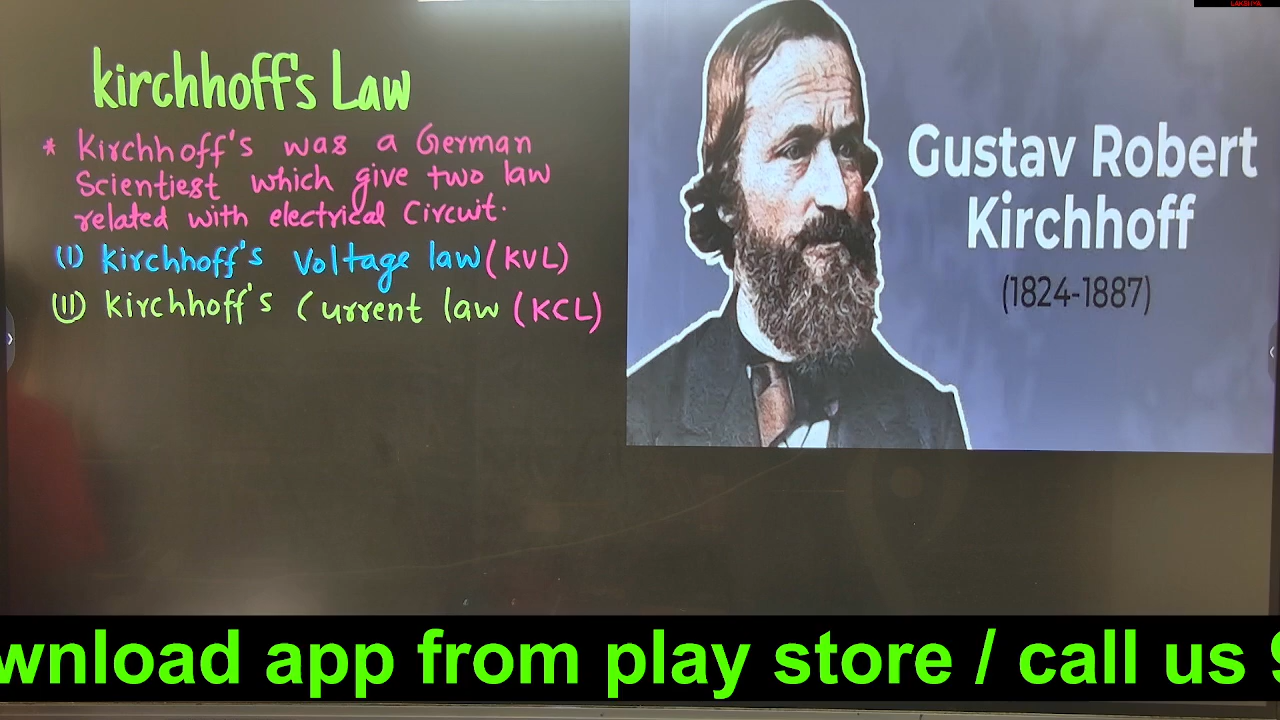 kirchhoff's Law
* Kirchhoff's was a German
Scientiest which give two law
related with electrical Circuit.
(I) Kirchhoff's Voltage law (KVL)
(II) Kirchhoff's Current law (KCL)
Gustav Robert
Kirchhoff
(1824-1887)
wnload app from play store / call us